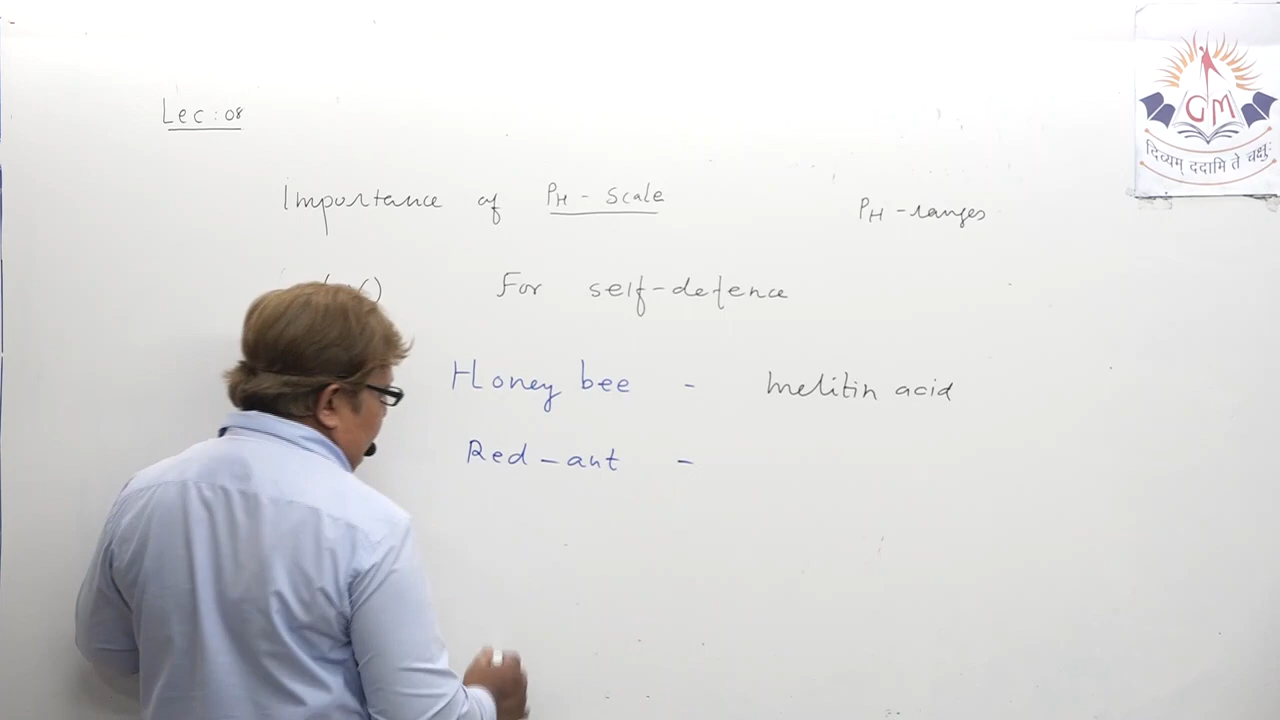 Lec : 08
Importance of PH - Scale
PH - ranges
For self-defence
Honey bee - Melitin acid
Red - ant -
GM
दिव्यम् ददामि ते चक्षुः